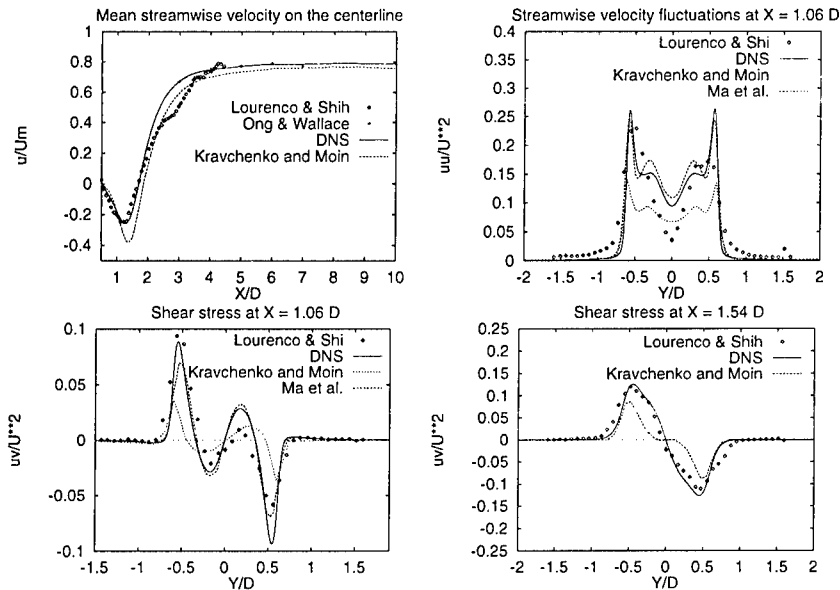 Mean streamwise velocity on the centerline
1
0.8
0.6
0.4
0.2
0
-0.2
-0.4
u/Um
Lourenco & Shih
Ong & Wallace
DNS
Kravchenko and Moin
1 2 3 4 5 6 7 8 9 10
X/D
Streamwise velocity fluctuations at X = 1.06 D
0.4
0.35
0.3
0.25
0.2
0.15
0.1
0.05
0
uu/U**2
Lourenco & Shi
DNS
Kravchenko and Moin
Ma et al.
-2 -1.5 -1 -0.5 0 0.5 1 1.5 2
Y/D
Shear stress at X = 1.06 D
0.1
0.05
0
-0.05
-0.1
uv/U**2
Lourenco & Shi
DNS
Kravchenko and Moin
Ma et al.
-1.5 -1 -0.5 0 0.5 1 1.5
Y/D
Shear stress at X = 1.54 D
0.25
0.2
0.15
0.1
0.05
0
-0.05
-0.1
-0.15
-0.2
-0.25
uv/U**2
Lourenco & Shih
DNS
Kravchenko and Moin
-2 -1.5 -1 -0.5 0 0.5 1 1.5 2
Y/D